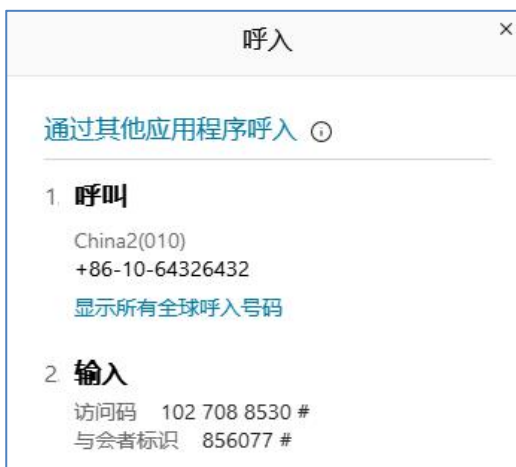 呼入
×
通过其他应用程序呼入
1. 呼叫
China2(010)
+86-10-64326432
显示所有全球呼入号码
2. 输入
访问码 102 708 8530 #
与会者标识 856077 #